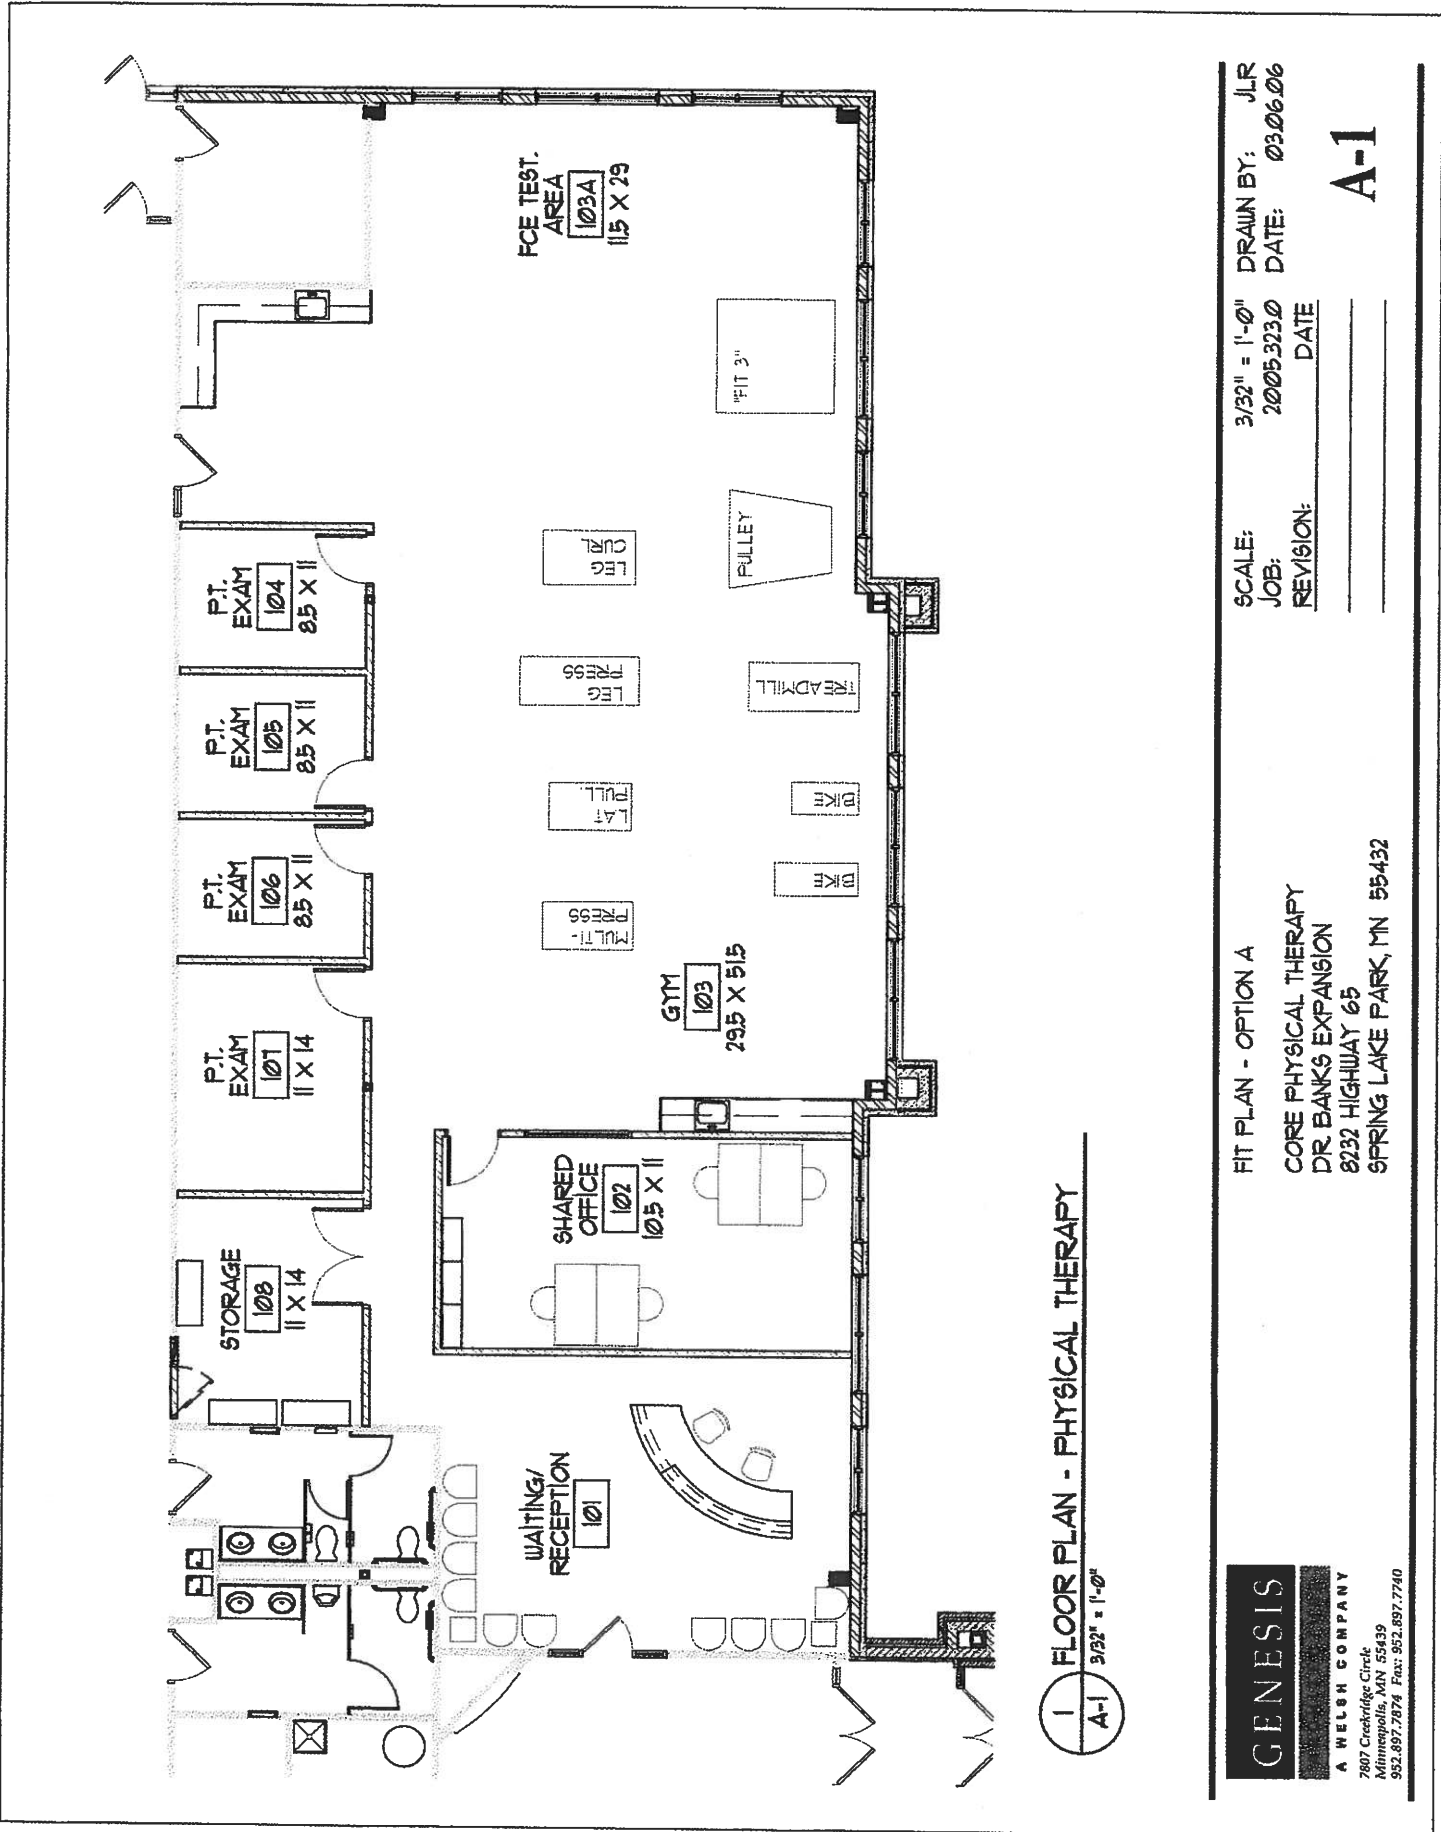 FCE TEST.
AREA
103A
11.5 X 29
"FIT 3"
P.T.
EXAM
104
8.5 X 11
P.T.
EXAM
105
8.5 X 11
P.T.
EXAM
106
8.5 X 11
P.T.
EXAM
107
11 X 14
STORAGE
108
11 X 14
LEG
CURL
PULLEY
LEG
PRESS
TREADMILL
LAT
PULL.
BIKE
BIKE
MULTI-
PRESS
GYM
103
29.5 X 51.5
SHARED
OFFICE
102
10.5 X 11
WAITING/
RECEPTION
101
1
A-1
FLOOR PLAN - PHYSICAL THERAPY
3/32" = 1'-0"
GENESIS
A WELSH COMPANY
7807 Creekridge Circle
Minneapolis, MN 55439
952.897.7874 Fax: 952.897.7740
FIT PLAN - OPTION A
CORE PHYSICAL THERAPY
DR BANKS EXPANSION
8232 HIGHWAY 65
SPRING LAKE PARK, MN 55432
SCALE: 3/32" = 1'-0" DRAWN BY: JLR
JOB: 2005.323.0 DATE: 03.06.06
REVISION: DATE
A-1